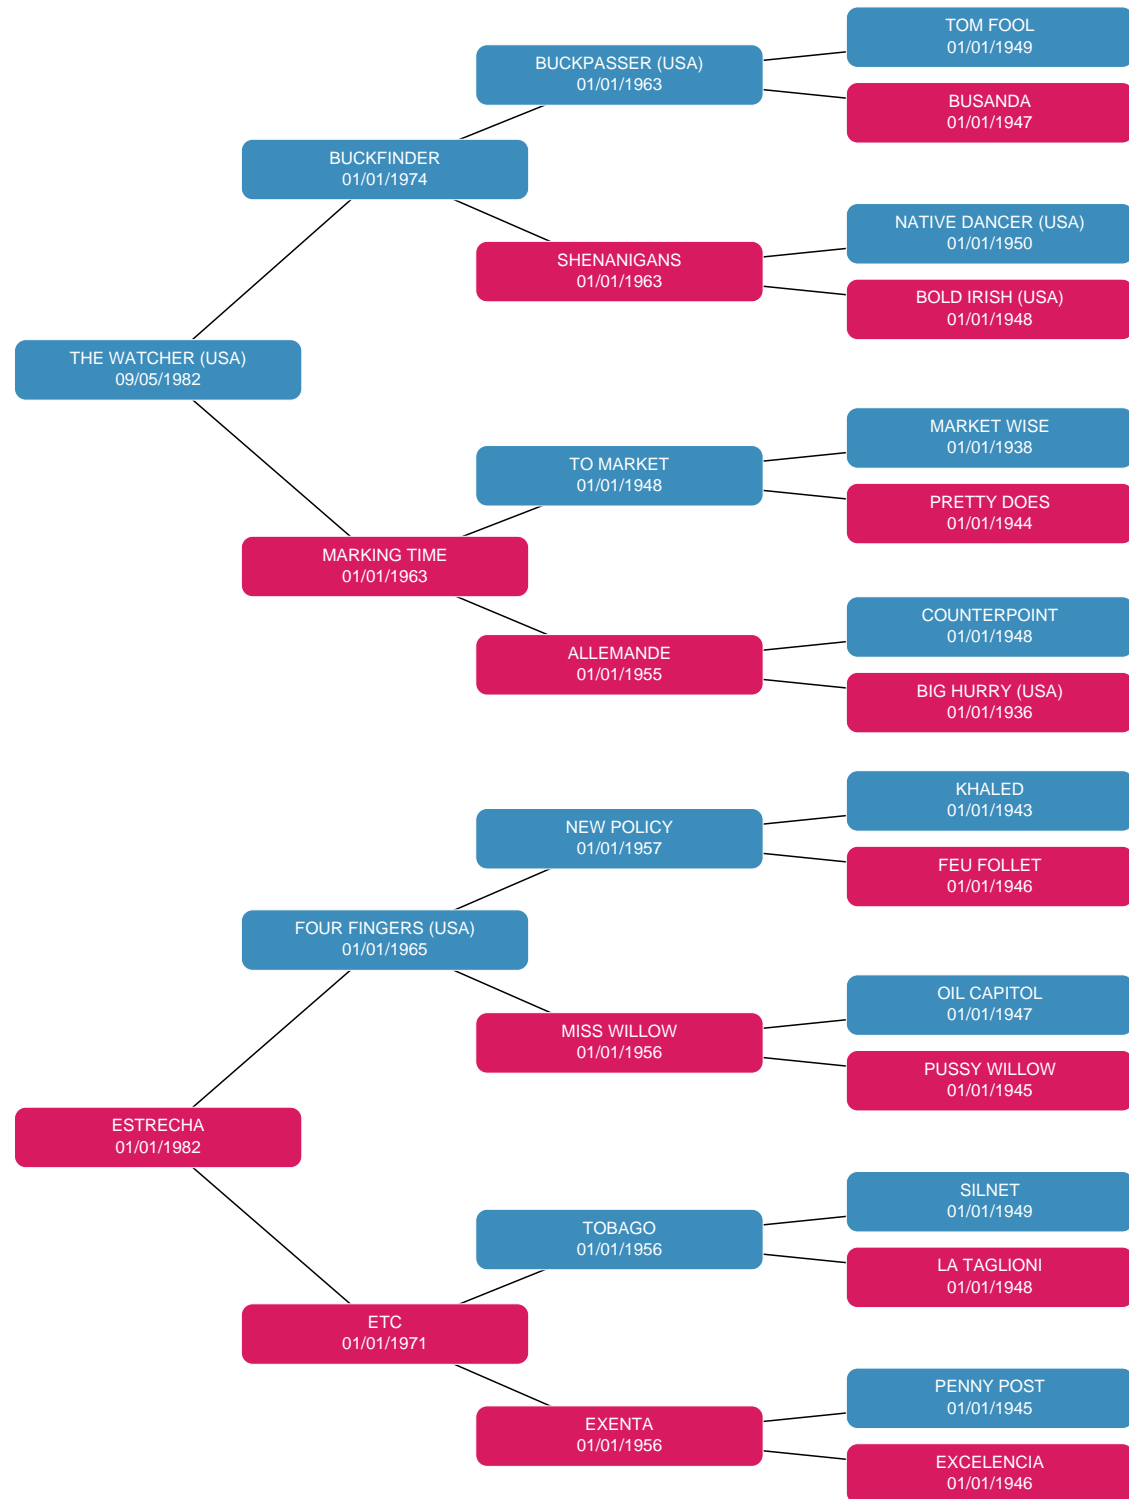 TOM FOOL
01/01/1949
BUCKPASSER (USA)
01/01/1963
BUSANDA
01/01/1947
BUCKFINDER
01/01/1974
NATIVE DANCER (USA)
01/01/1950
SHENANIGANS
01/01/1963
BOLD IRISH (USA)
01/01/1948
THE WATCHER (USA)
09/05/1982
MARKET WISE
01/01/1938
TO MARKET
01/01/1948
PRETTY DOES
01/01/1944
MARKING TIME
01/01/1963
COUNTERPOINT
01/01/1948
ALLEMANDE
01/01/1955
BIG HURRY (USA)
01/01/1936
KHALED
01/01/1943
NEW POLICY
01/01/1957
FEU FOLLET
01/01/1946
FOUR FINGERS (USA)
01/01/1965
OIL CAPITOL
01/01/1947
MISS WILLOW
01/01/1956
PUSSY WILLOW
01/01/1945
ESTRECHA
01/01/1982
SILNET
01/01/1949
TOBAGO
01/01/1956
LA TAGLIONI
01/01/1948
ETC
01/01/1971
PENNY POST
01/01/1945
EXENTA
01/01/1956
EXCELENCIA
01/01/1946